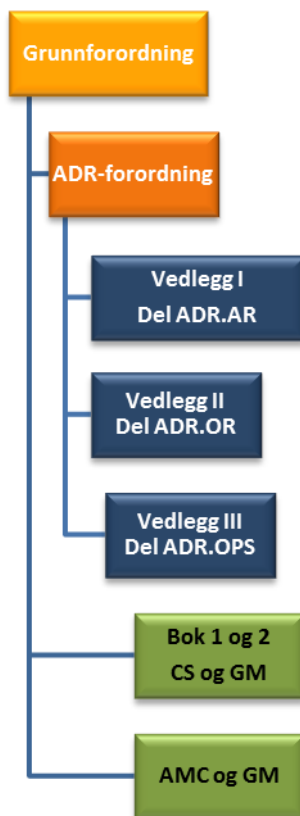 Grunnforordning
ADR-forordning
Vedlegg I
Del ADR.AR
Vedlegg II
Del ADR.OR
Vedlegg III
Del ADR.OPS
Bok 1 og 2
CS og GM
AMC og GM